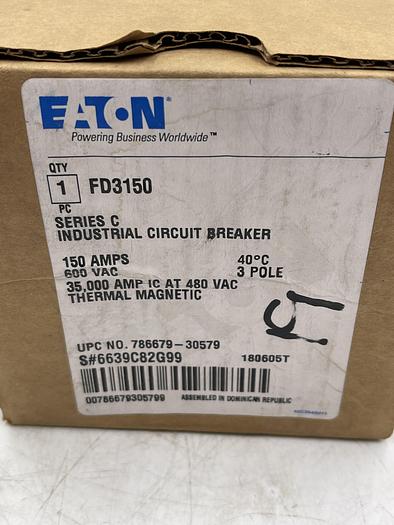 EATON
Powering Business Worldwide™
QTY
1 FD3150
PC
SERIES C
INDUSTRIAL CIRCUIT BREAKER
150 AMPS 40°C
600 VAC 3 POLE
35,000 AMP IC AT 480 VAC
THERMAL MAGNETIC
UPC NO. 786679-30579
S#6639C82G99 180605T
00786679305799 ASSEMBLED IN DOMINICAN REPUBLIC